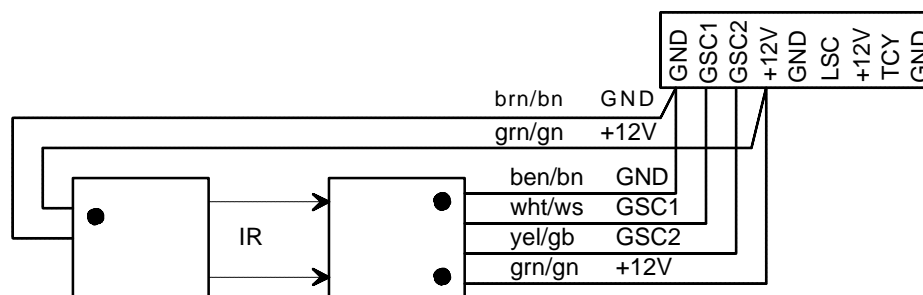 GND
GSC1
GSC2
+12V
GND
LSC
+12V
TCY
GND
brn/bn GND
grn/gn +12V
ben/bn GND
wht/ws GSC1
IR
yel/gb GSC2
grn/gn +12V